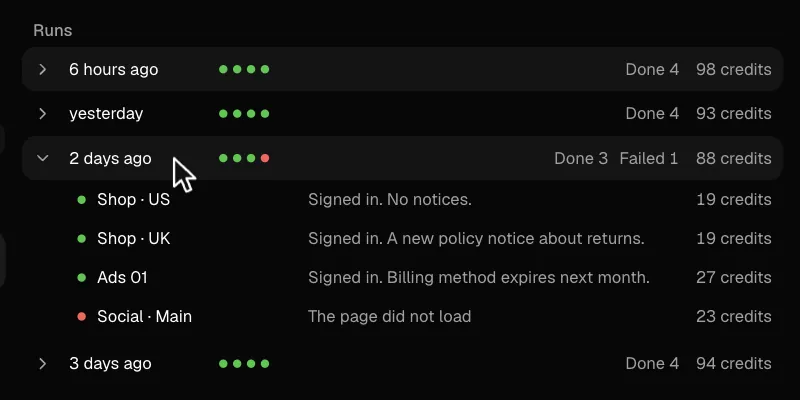 Runs
6 hours ago Done 4 98 credits
yesterday Done 4 93 credits
2 days ago Done 3 Failed 1 88 credits
Shop · US Signed in. No notices. 19 credits
Shop · UK Signed in. A new policy notice about returns. 19 credits
Ads 01 Signed in. Billing method expires next month. 27 credits
Social · Main The page did not load 23 credits
3 days ago Done 4 94 credits